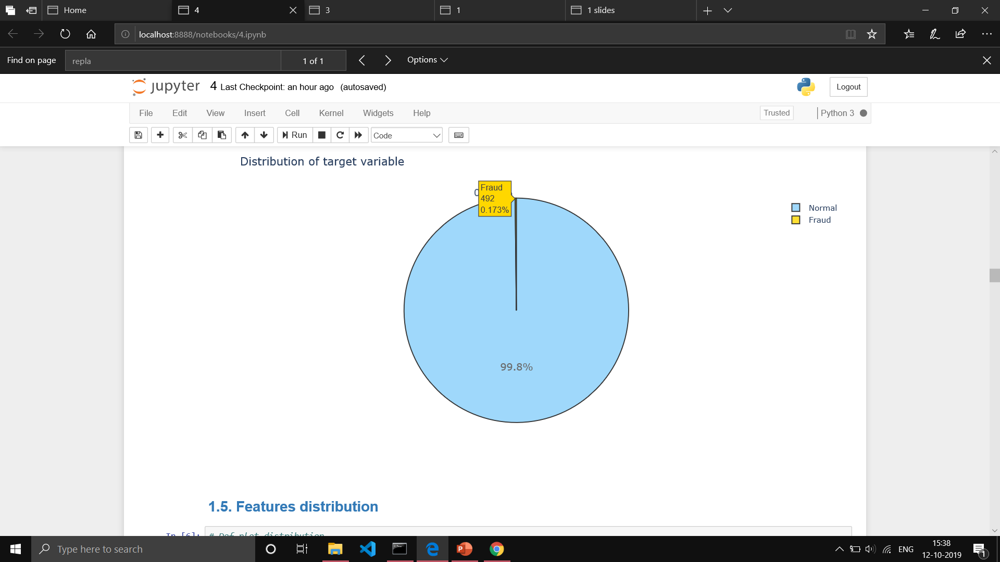 Home
4
3
1
1 slides
localhost:8888/notebooks/4.ipynb
Find on page
repla
1 of 1
Options
jupyter 4 Last Checkpoint: an hour ago (autosaved)
Logout
File Edit View Insert Cell Kernel Widgets Help
Trusted
Python 3
Run
Code
Distribution of target variable
Fraud
492
0.173%
Normal
Fraud
99.8%
1.5. Features distribution
In [6]: # Def plot distribution
Type here to search
ENG
15:38
12-10-2019
1